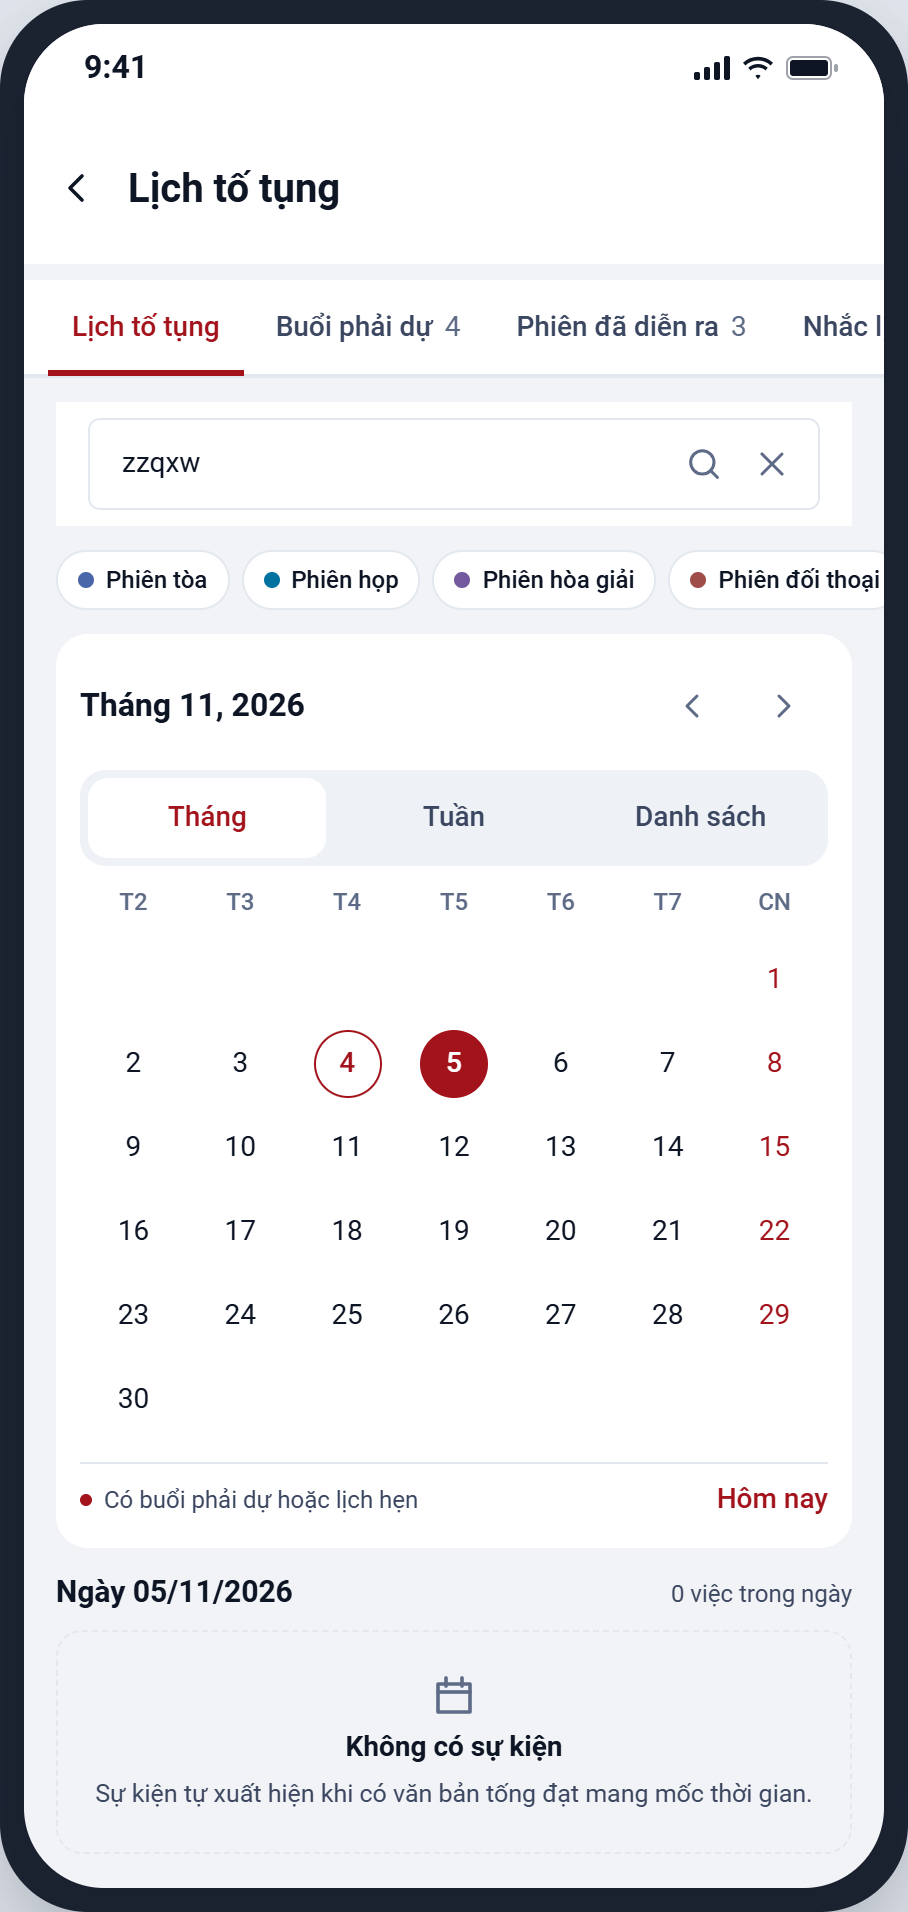 9:41
Lịch tố tụng
Lịch tố tụng Buổi phải dự 4 Phiên đã diễn ra 3 Nhắc l
zzqxw
Phiên tòa Phiên họp Phiên hòa giải Phiên đối thoại
Tháng 11, 2026
Tháng Tuần Danh sách
T2 T3 T4 T5 T6 T7 CN
1
2 3 4 5 6 7 8
9 10 11 12 13 14 15
16 17 18 19 20 21 22
23 24 25 26 27 28 29
30
Có buổi phải dự hoặc lịch hẹn Hôm nay
Ngày 05/11/2026 0 việc trong ngày
Không có sự kiện
Sự kiện tự xuất hiện khi có văn bản tống đạt mang mốc thời gian.